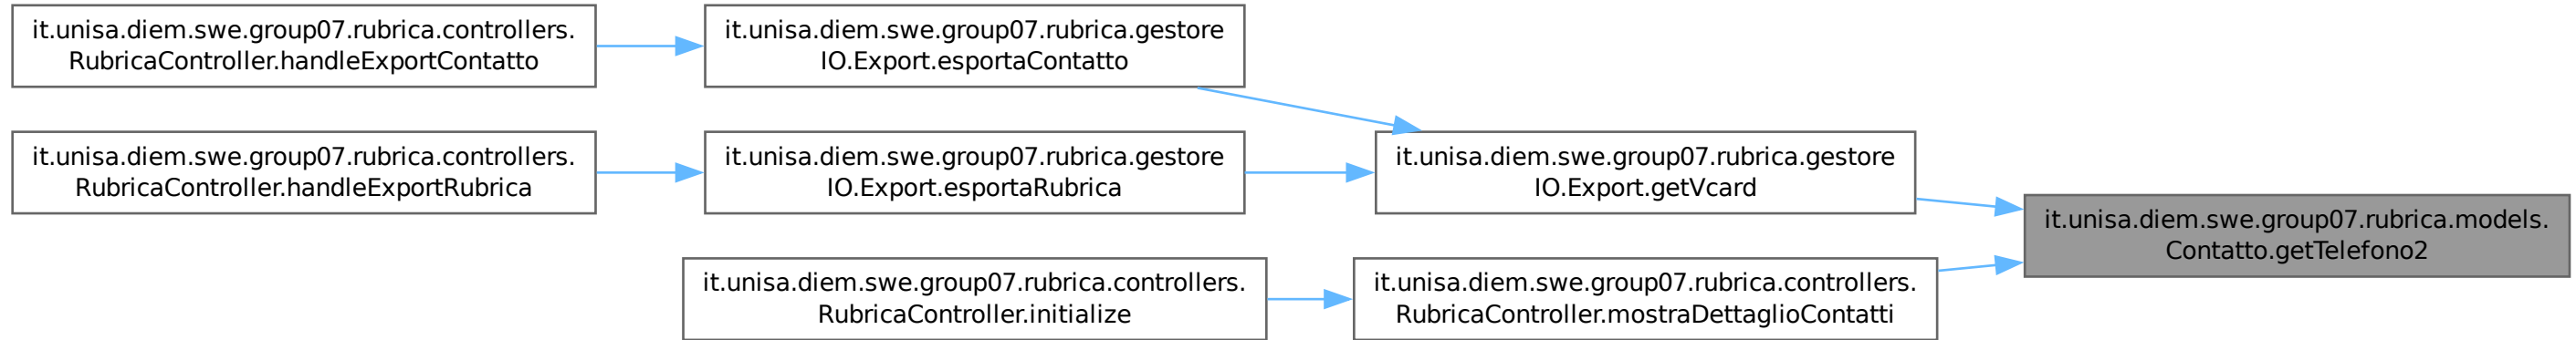 it.unisa.diem.swe.group07.rubrica.controllers.
RubricaController.handleExportContatto
it.unisa.diem.swe.group07.rubrica.gestore
IO.Export.esportaContatto
it.unisa.diem.swe.group07.rubrica.controllers.
RubricaController.handleExportRubrica
it.unisa.diem.swe.group07.rubrica.gestore
IO.Export.esportaRubrica
it.unisa.diem.swe.group07.rubrica.gestore
IO.Export.getVcard
it.unisa.diem.swe.group07.rubrica.models.
Contatto.getTelefono2
it.unisa.diem.swe.group07.rubrica.controllers.
RubricaController.initialize
it.unisa.diem.swe.group07.rubrica.controllers.
RubricaController.mostraDettaglioContatti